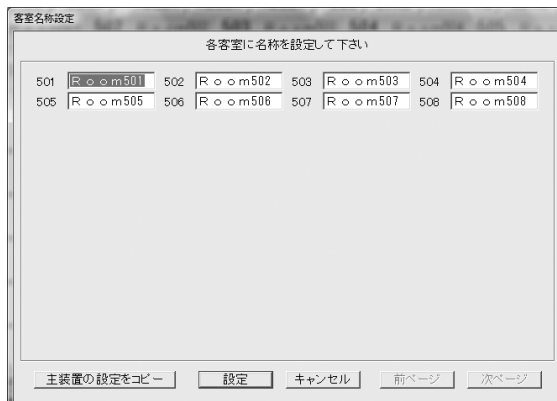 客室名称設定
各客室に名称を設定して下さい
501 Ｒｏｏｍ501 502 Ｒｏｏｍ502 503 Ｒｏｏｍ503 504 Ｒｏｏｍ504
505 Ｒｏｏｍ505 506 Ｒｏｏｍ506 507 Ｒｏｏｍ507 508 Ｒｏｏｍ508
主装置の設定をコピー 設定 キャンセル 前ページ 次ページ